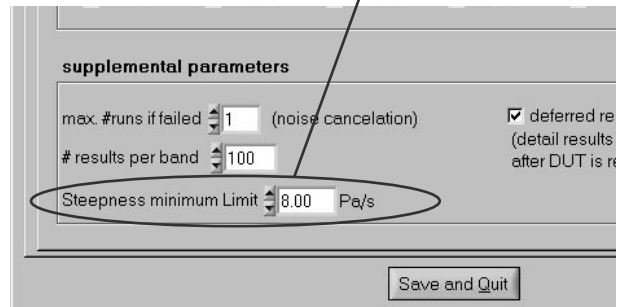 supplemental parameters
max. #runs if failed 1 (noise cancelation)
# results per band 100
Steepness minimum Limit 8.00 Pa/s
deferred re
(detail results
after DUT is re
Save and Quit